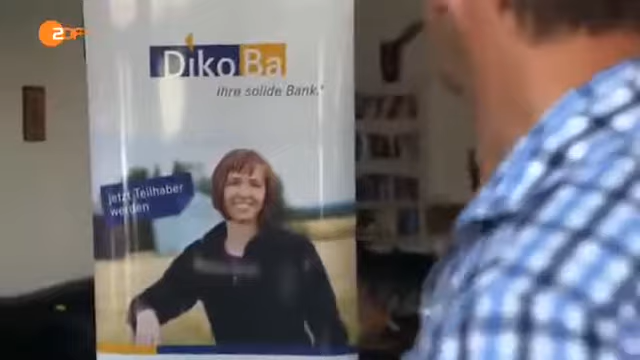 ZDF
DikoBa
Ihre solide Bank.*
jetzt Teilhaber
werden